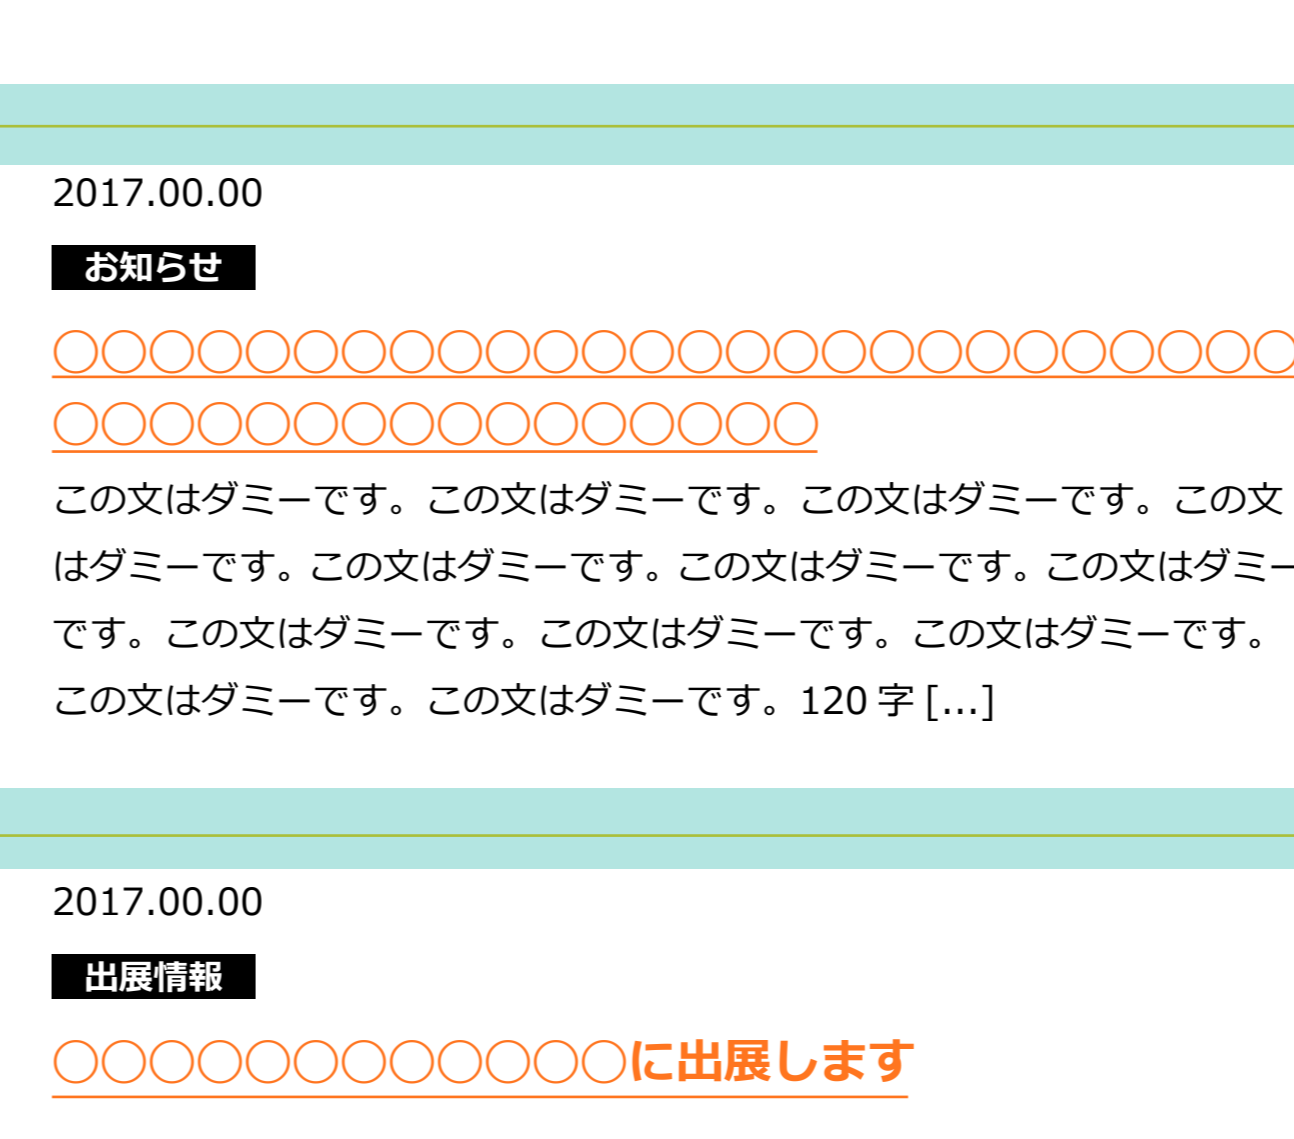 2017.00.00
お知らせ
○○○○○○○○○○○○○○○○○○○○○○○○○○
○○○○○○○○○○○○○○○○
この文はダミーです。この文はダミーです。この文はダミーです。この文
はダミーです。この文はダミーです。この文はダミーです。この文はダミー
です。この文はダミーです。この文はダミーです。この文はダミーです。
この文はダミーです。この文はダミーです。120字[...]
2017.00.00
出展情報
○○○○○○○○○○○○に出展します